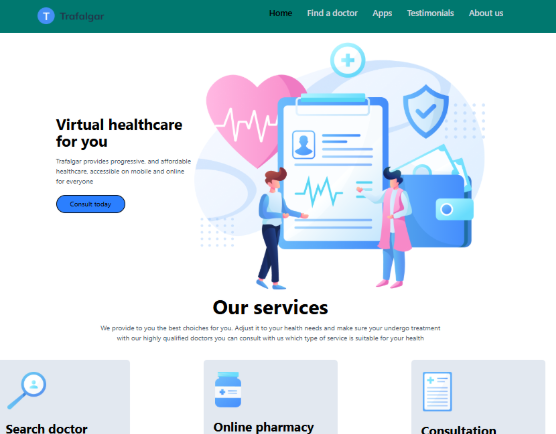 T Trafalgar
Home Find a doctor Apps Testimonials About us
Virtual healthcare
for you
Trafalgar provides progressive, and affordable
healthcare, accessible on mobile and online
for everyone
Consult today
Our services
We provide to you the best choiches for you. Adjust it to your health needs and make sure your undergo treatment
with our highly qualified doctors you can consult with us which type of service is suitable for your health
Search doctor
Online pharmacy
Consultation